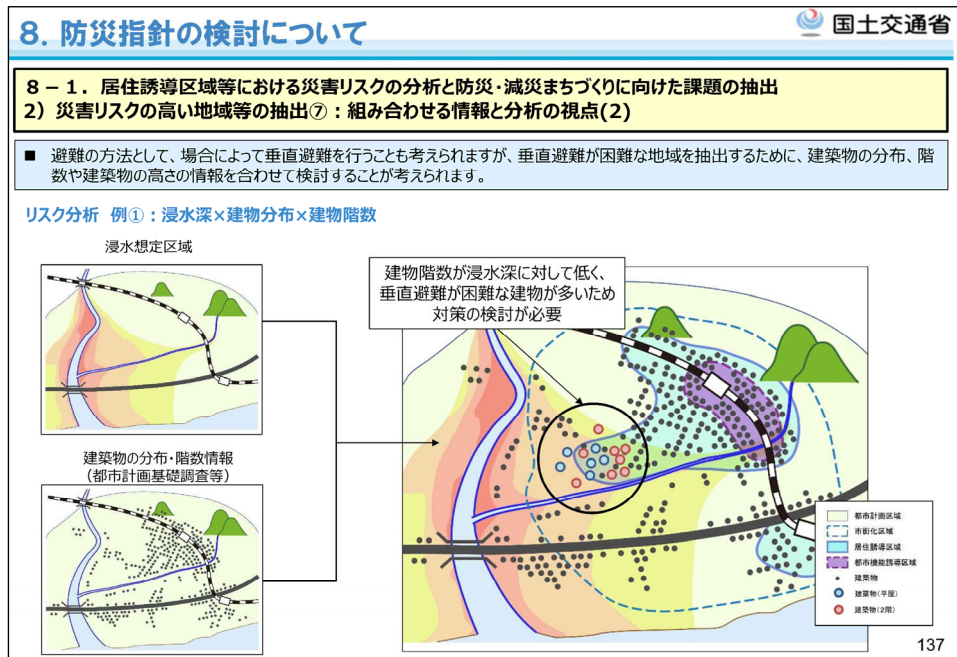 8. 防災指針の検討について
国土交通省
8－1．居住誘導区域等における災害リスクの分析と防災・減災まちづくりに向けた課題の抽出
2）災害リスクの高い地域等の抽出⑦：組み合わせる情報と分析の視点(2)
■ 避難の方法として、場合によって垂直避難を行うことも考えられますが、垂直避難が困難な地域を抽出するために、建築物の分布、階
数や建築物の高さの情報を合わせて検討することが考えられます。
リスク分析 例①：浸水深×建物分布×建物階数
浸水想定区域
建物階数が浸水深に対して低く、
垂直避難が困難な建物が多いため
対策の検討が必要
建築物の分布・階数情報
（都市計画基礎調査等）
都市計画区域
市街化区域
居住誘導区域
都市機能誘導区域
建築物
建築物(平屋)
建築物(2階)
137